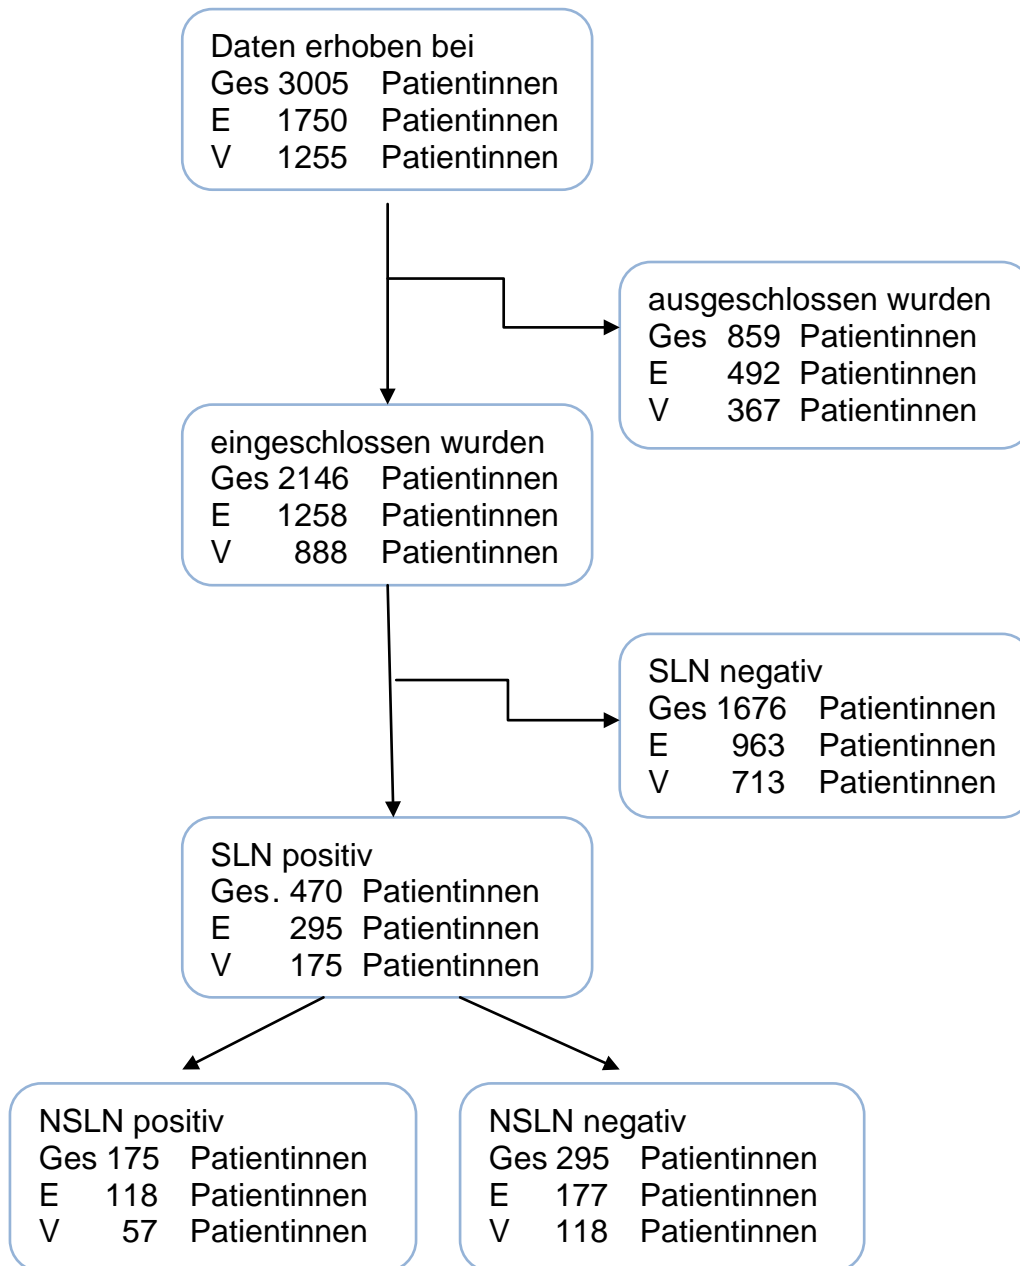 Daten erhoben bei
Ges 3005 Patientinnen
E 1750 Patientinnen
V 1255 Patientinnen
ausgeschlossen wurden
Ges 859 Patientinnen
E 492 Patientinnen
V 367 Patientinnen
eingeschlossen wurden
Ges 2146 Patientinnen
E 1258 Patientinnen
V 888 Patientinnen
SLN negativ
Ges 1676 Patientinnen
E 963 Patientinnen
V 713 Patientinnen
SLN positiv
Ges. 470 Patientinnen
E 295 Patientinnen
V 175 Patientinnen
NSLN positiv
Ges 175 Patientinnen
E 118 Patientinnen
V 57 Patientinnen
NSLN negativ
Ges 295 Patientinnen
E 177 Patientinnen
V 118 Patientinnen